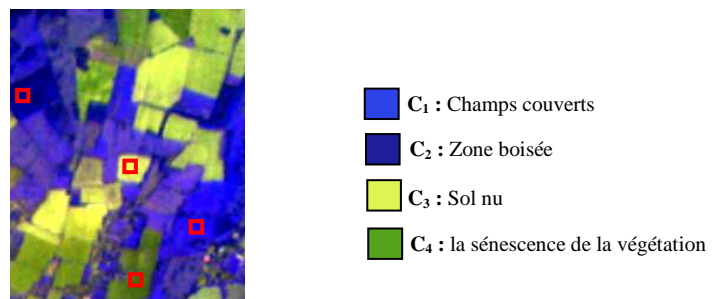 C₁ : Champs couverts
C₂ : Zone boisée
C₃ : Sol nu
C₄ : la sénescence de la végétation